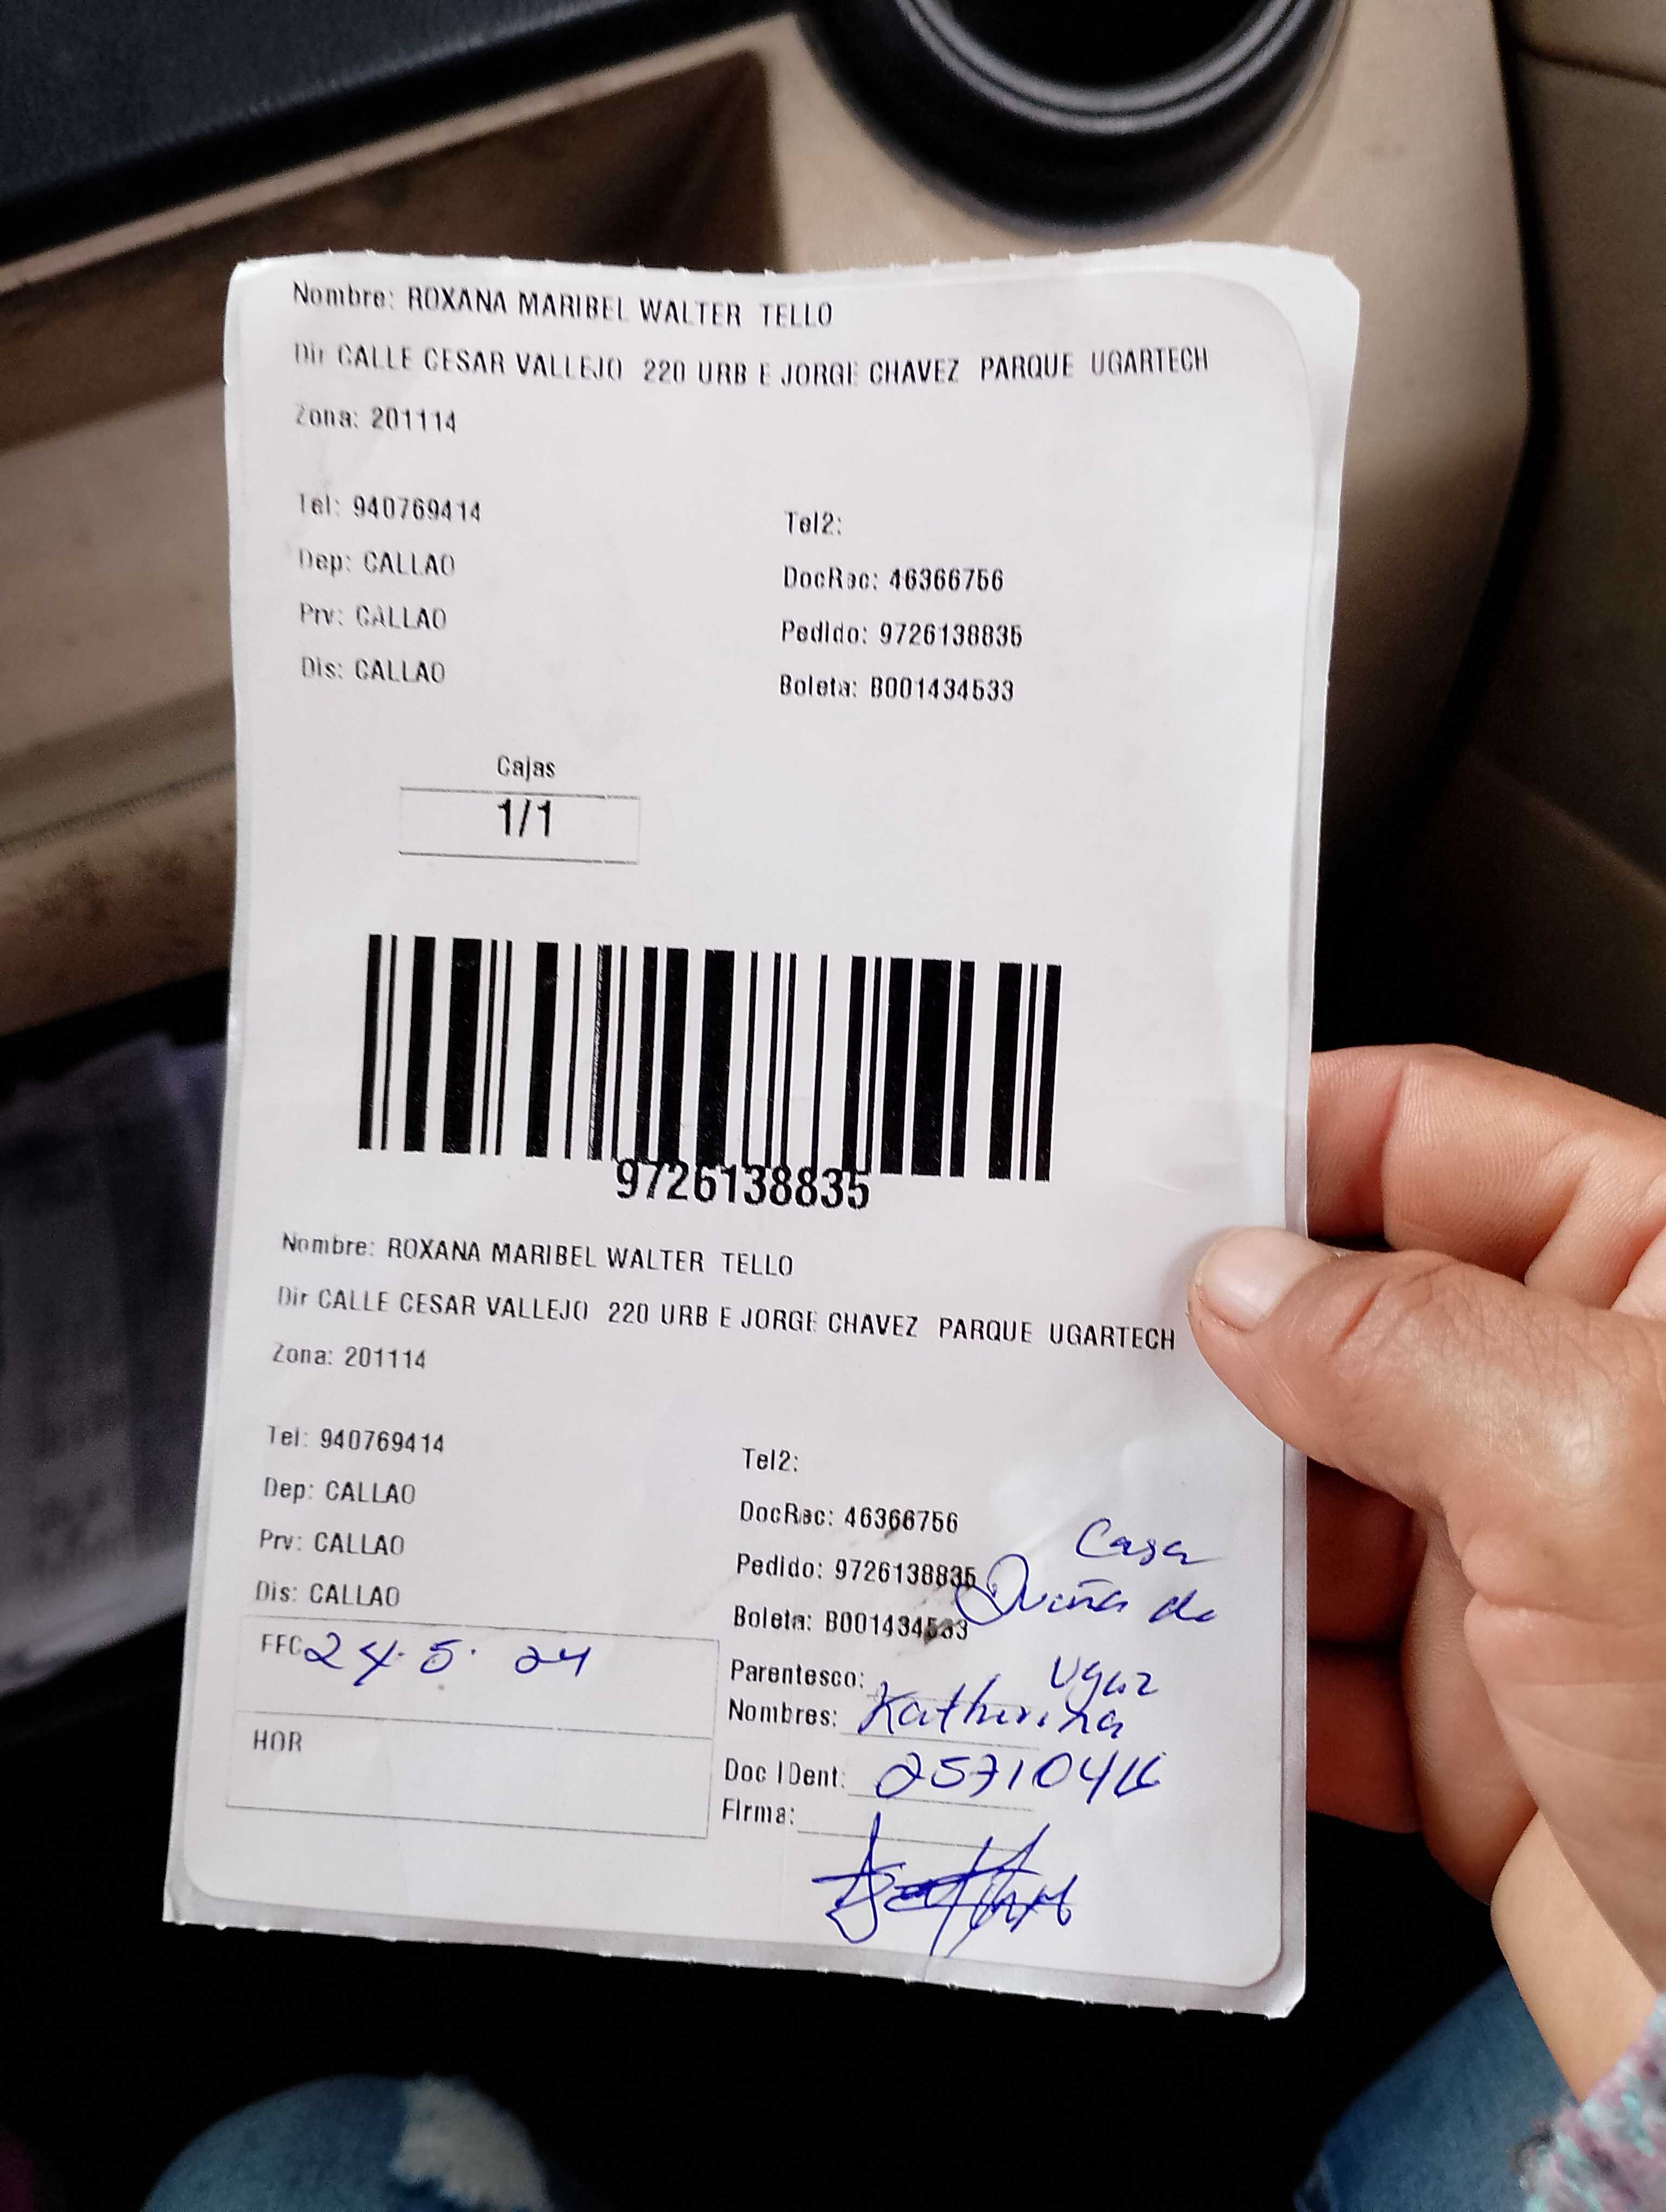 Nombre: ROXANA MARIBEL WALTER TELLO
Dir CALLE CESAR VALLEJO 220 URB E JORGE CHAVEZ PARQUE UGARTECH
Zona: 201114
Tel: 940769414
Tel2:
Dep: CALLAO
DocRec: 46366756
Prv: CALLAO
Pedido: 9726138835
Dis: CALLAO
Boleta: B001434533
Cajas
1/1
9726138835
Nombre: ROXANA MARIBEL WALTER TELLO
Dir CALLE CESAR VALLEJO 220 URB E JORGE CHAVEZ PARQUE UGARTECH
Zona: 201114
Tel: 940769414
Tel2:
Dep: CALLAO
DocRec: 46366756
Casa
Prv: CALLAO
Pedido: 9726138835
Dueña de
Dis: CALLAO
Boleta: B001434533
FEC 24.5.24
Parentesco:
Ugaz
Nombres: Katherina
HOR
Doc IDent:
Firma: